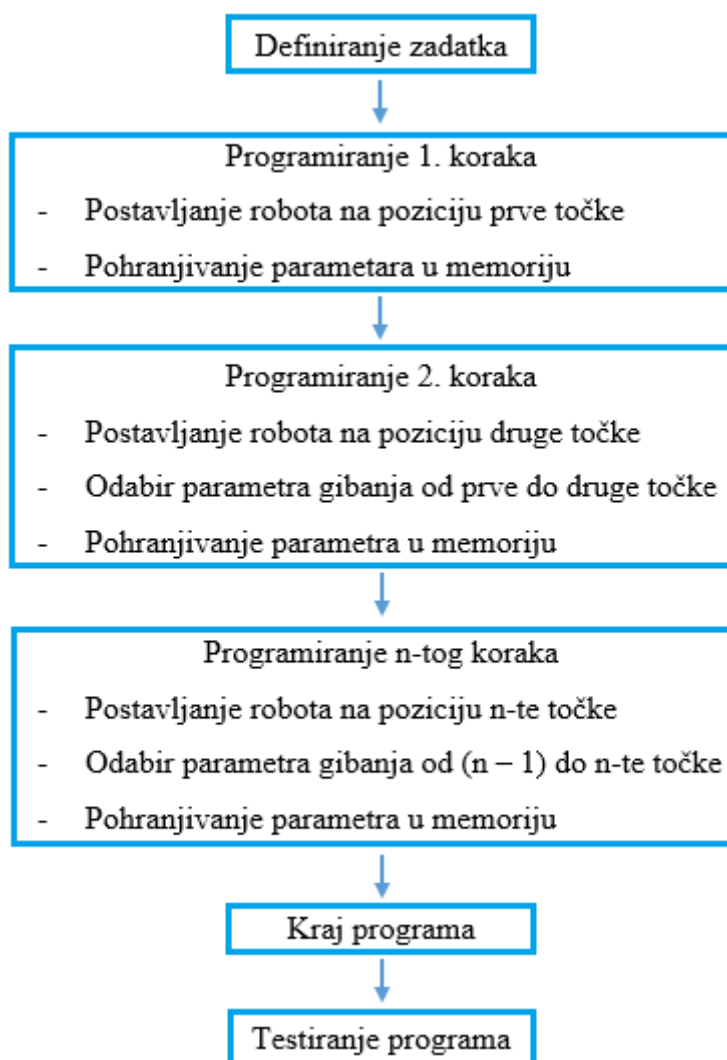 Definiranje zadatka
Programiranje 1. koraka
- Postavljanje robota na poziciju prve točke
- Pohranjivanje parametara u memoriju
Programiranje 2. koraka
- Postavljanje robota na poziciju druge točke
- Odabir parametra gibanja od prve do druge točke
- Pohranjivanje parametra u memoriju
Programiranje n-tog koraka
- Postavljanje robota na poziciju n-te točke
- Odabir parametra gibanja od (n – 1) do n-te točke
- Pohranjivanje parametra u memoriju
Kraj programa
Testiranje programa